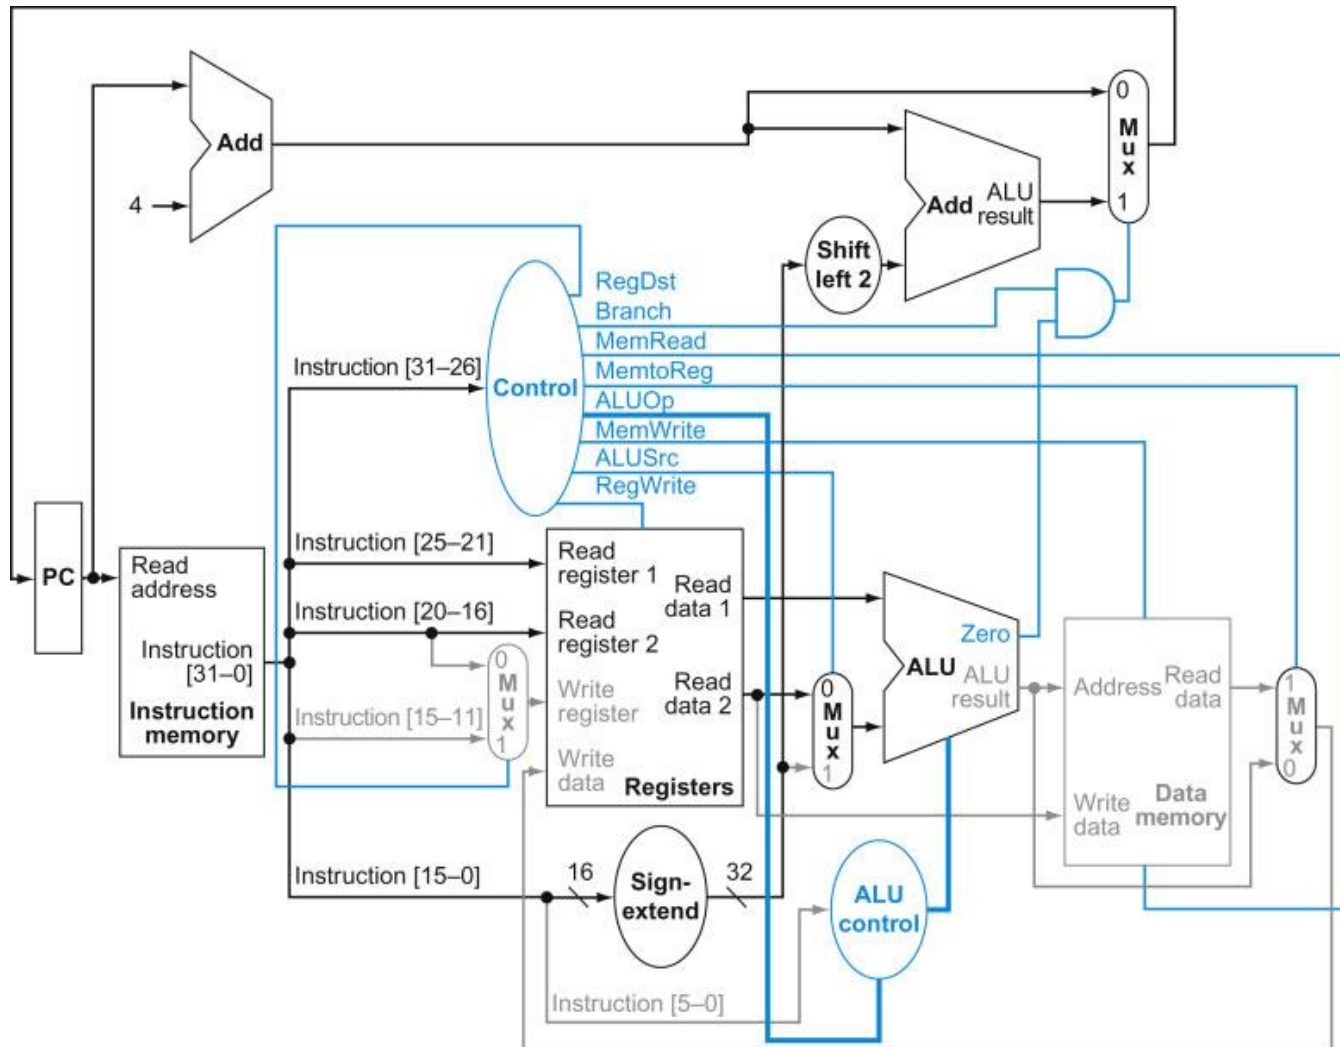 0
M
u
x
1
Add
4
Add
ALU
result
Shift
left 2
RegDst
Branch
MemRead
MemtoReg
ALUOp
MemWrite
ALUSrc
RegWrite
Instruction [31–26]
Control
PC
Read
address
Instruction
[31–0]
Instruction
memory
Instruction [25–21]
Instruction [20–16]
Instruction [15–11]
0
M
u
x
1
Read
register 1
Read
register 2
Write
register
Write
data
Read
data 1
Read
data 2
Registers
0
M
u
x
1
Zero
ALU
ALU
result
Address
Read
data
Write
data
Data
memory
1
M
u
x
0
Instruction [15–0]
16
Sign-
extend
32
ALU
control
Instruction [5–0]